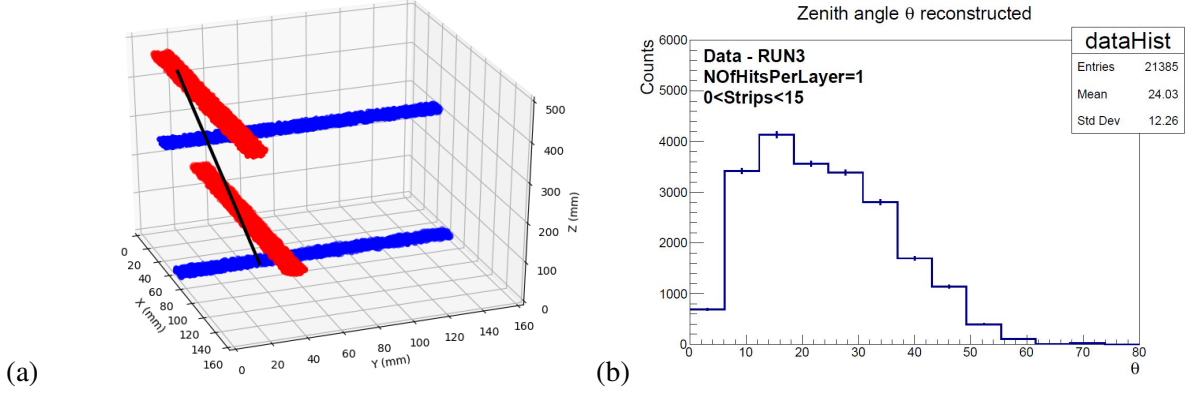 (a)
500
400
300
200
100
0
Z (mm)
0
20
40
60
80
100
120
140
160
X (mm)
0
20
40
60
80
100
120
140
160
Y (mm)
(b)
Zenith angle θ reconstructed
Counts
6000
5000
4000
3000
2000
1000
0
Data - RUN3
NOfHitsPerLayer=1
0<Strips<15
dataHist
Entries 21385
Mean 24.03
Std Dev 12.26
0 10 20 30 40 50 60 70 80
θ